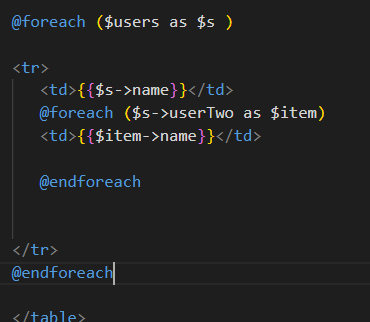 @foreach ($users as $s )
<tr>
<td>{{$s->name}}</td>
@foreach ($s->userTwo as $item)
<td>{{$item->name}}</td>
@endforeach
</tr>
@endforeach
</table>